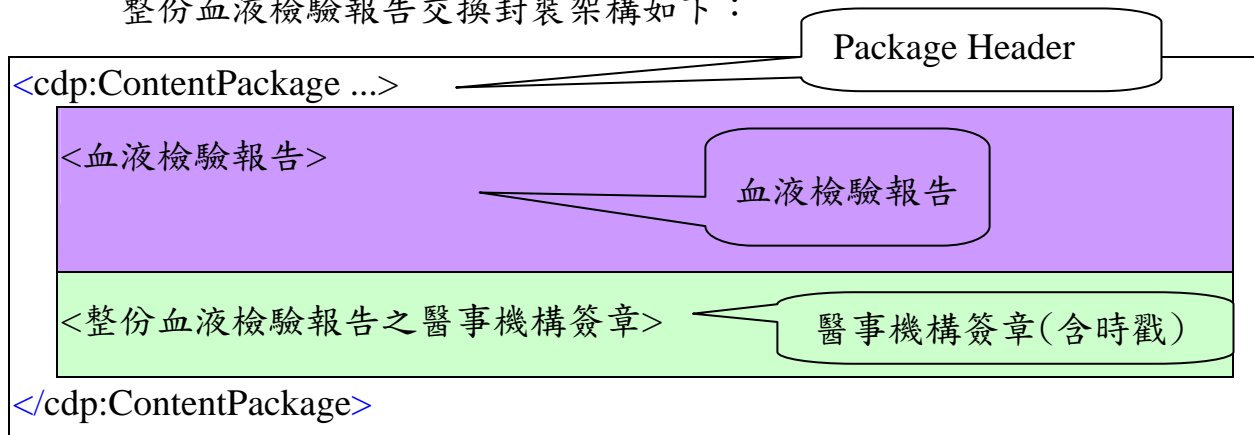 整份血液檢驗報告交換封裝架構如下：
Package Header
<cdp:ContentPackage ...>
<血液檢驗報告>
血液檢驗報告
<整份血液檢驗報告之醫事機構簽章>
醫事機構簽章(含時戳)
</cdp:ContentPackage>